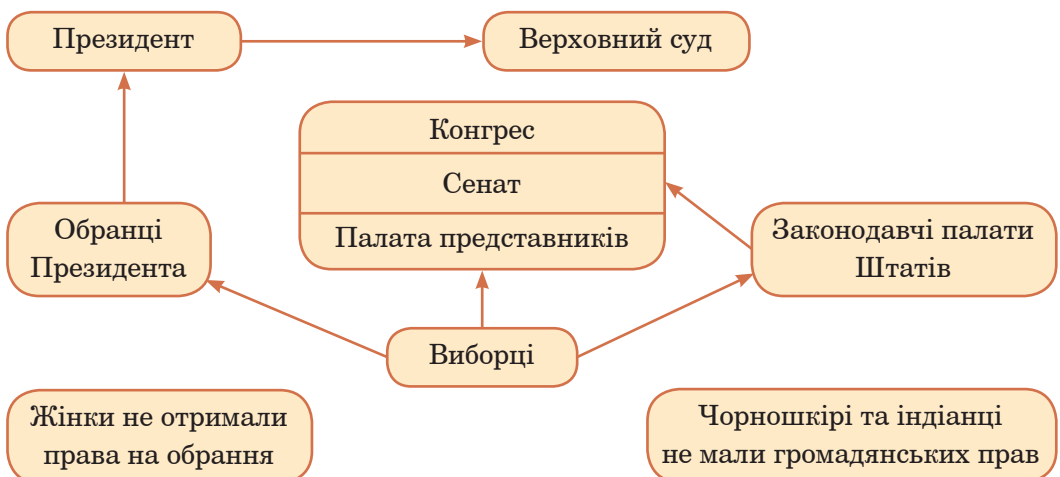 Президент
Верховний суд
Конгрес
Сенат
Палата представників
Обранці
Президента
Законодавчі палати
Штатів
Виборці
Жінки не отримали
права на обрання
Чорношкірі та індіанці
не мали громадянських прав